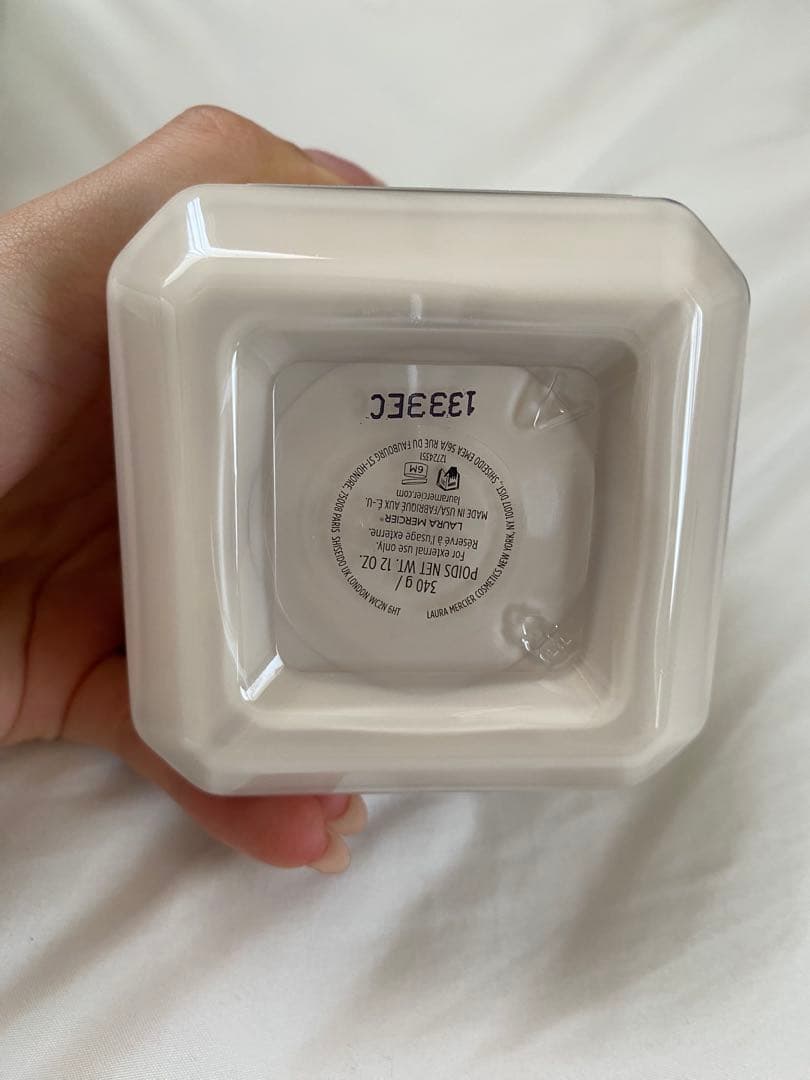 340 g /
POIDS NET WT. 12 OZ.
For external use only.
Réservé à l'usage externe.
LAURA MERCIER®
MADE IN USA/FABRIQUÉ AUX É.-U.
lauramercier.com
6M
12724351
LAURA MERCIER COSMETICS NEW YORK, NY 10017 DIST. SHISEIDO EMEA 56/A RUE DU FAUBOURG ST-HONORÉ, 75008 PARIS SHISEIDO UK LONDON WC2N 6HT
1333EC